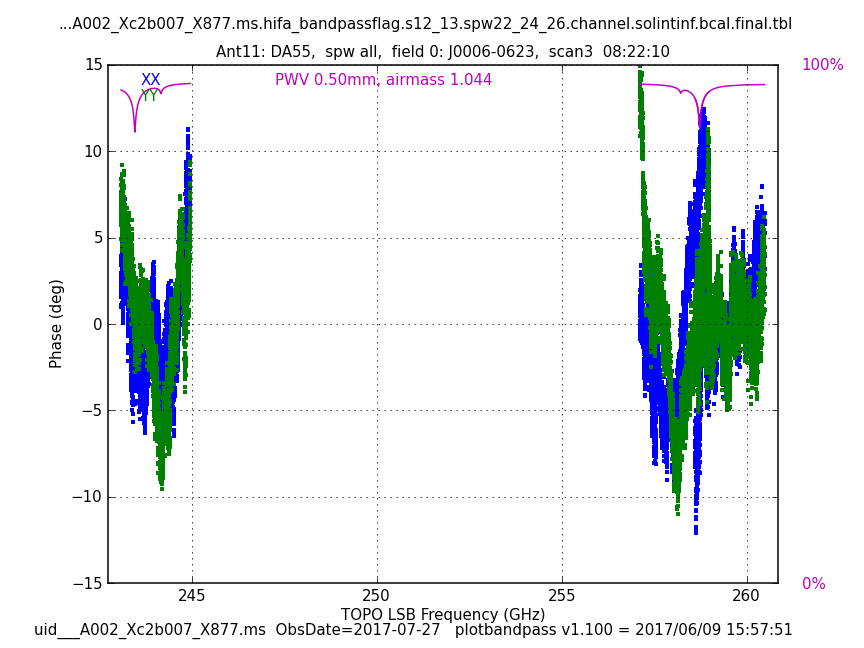 ...A002_Xc2b007_X877.ms.hifa_bandpassflag.s12_13.spw22_24_26.channel.solintinf.bcal.final.tbl
Ant11: DA55,  spw all,  field 0: J0006-0623,  scan3  08:22:10
15
100%
XX
PWV 0.50mm, airmass 1.044
YY
10
5
0
Phase (deg)
−5
−10
−15
0%
245
250
255
260
TOPO LSB Frequency (GHz)
uid___A002_Xc2b007_X877.ms  ObsDate=2017-07-27   plotbandpass v1.100 = 2017/06/09 15:57:51